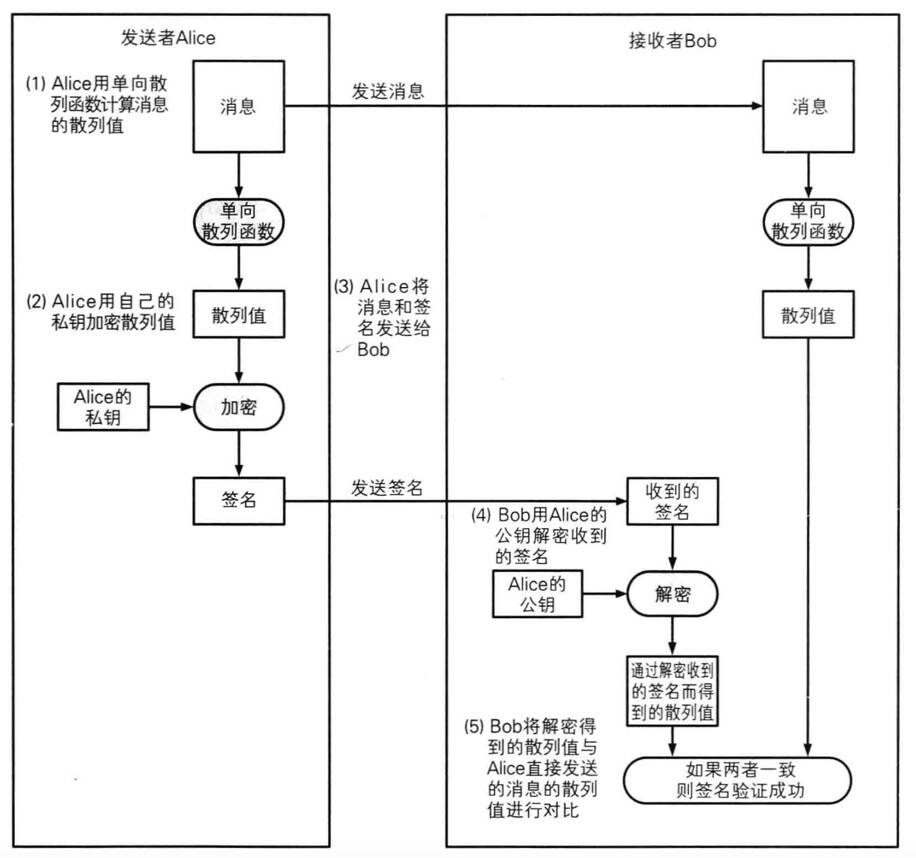 发送者Alice
(1) Alice用单向散
列函数计算消息
的散列值
消息
单向
散列函数
(2) Alice用自己的
私钥加密散列值
散列值
Alice的
私钥
加密
签名
发送消息
(3) Alice将
消息和签
名发送给
Bob
发送签名
接收者Bob
消息
单向
散列函数
散列值
收到的
签名
(4) Bob用Alice的
公钥解密收到
的签名
Alice的
公钥
解密
通过解密收到
的签名而得
到的散列值
(5) Bob将解密得
到的散列值与
Alice直接发送
的消息的散列
值进行对比
如果两者一致
则签名验证成功